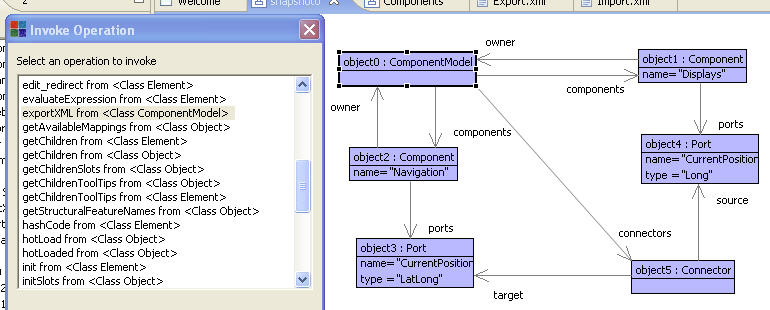 2
Welcome
snapshot0
Components
Export.xml
Import.xml
Invoke Operation
Select an operation to invoke
edit_redirect from <Class Element>
evaluateExpression from <Class Element>
exportXML from <Class ComponentModel>
getAvailableMappings from <Class Object>
getChildren from <Class Element>
getChildren from <Class Object>
getChildrenSlots from <Class Object>
getChildrenToolTips from <Class Object>
getChildrenToolTips from <Class Element>
getStructuralFeatureNames from <Class Object>
hashCode from <Class Element>
hotLoad from <Class Object>
hotLoaded from <Class Object>
init from <Class Element>
initSlots from <Class Object>
owner
object0 : ComponentModel
object1 : Component
name= "Displays"
components
owner
components
ports
object2 : Component
name= "Navigation"
object4 : Port
name= "CurrentPosition
type = "Long"
source
ports
connectors
object3 : Port
name= "CurrentPosition
type = "LatLong"
object5 : Connector
target